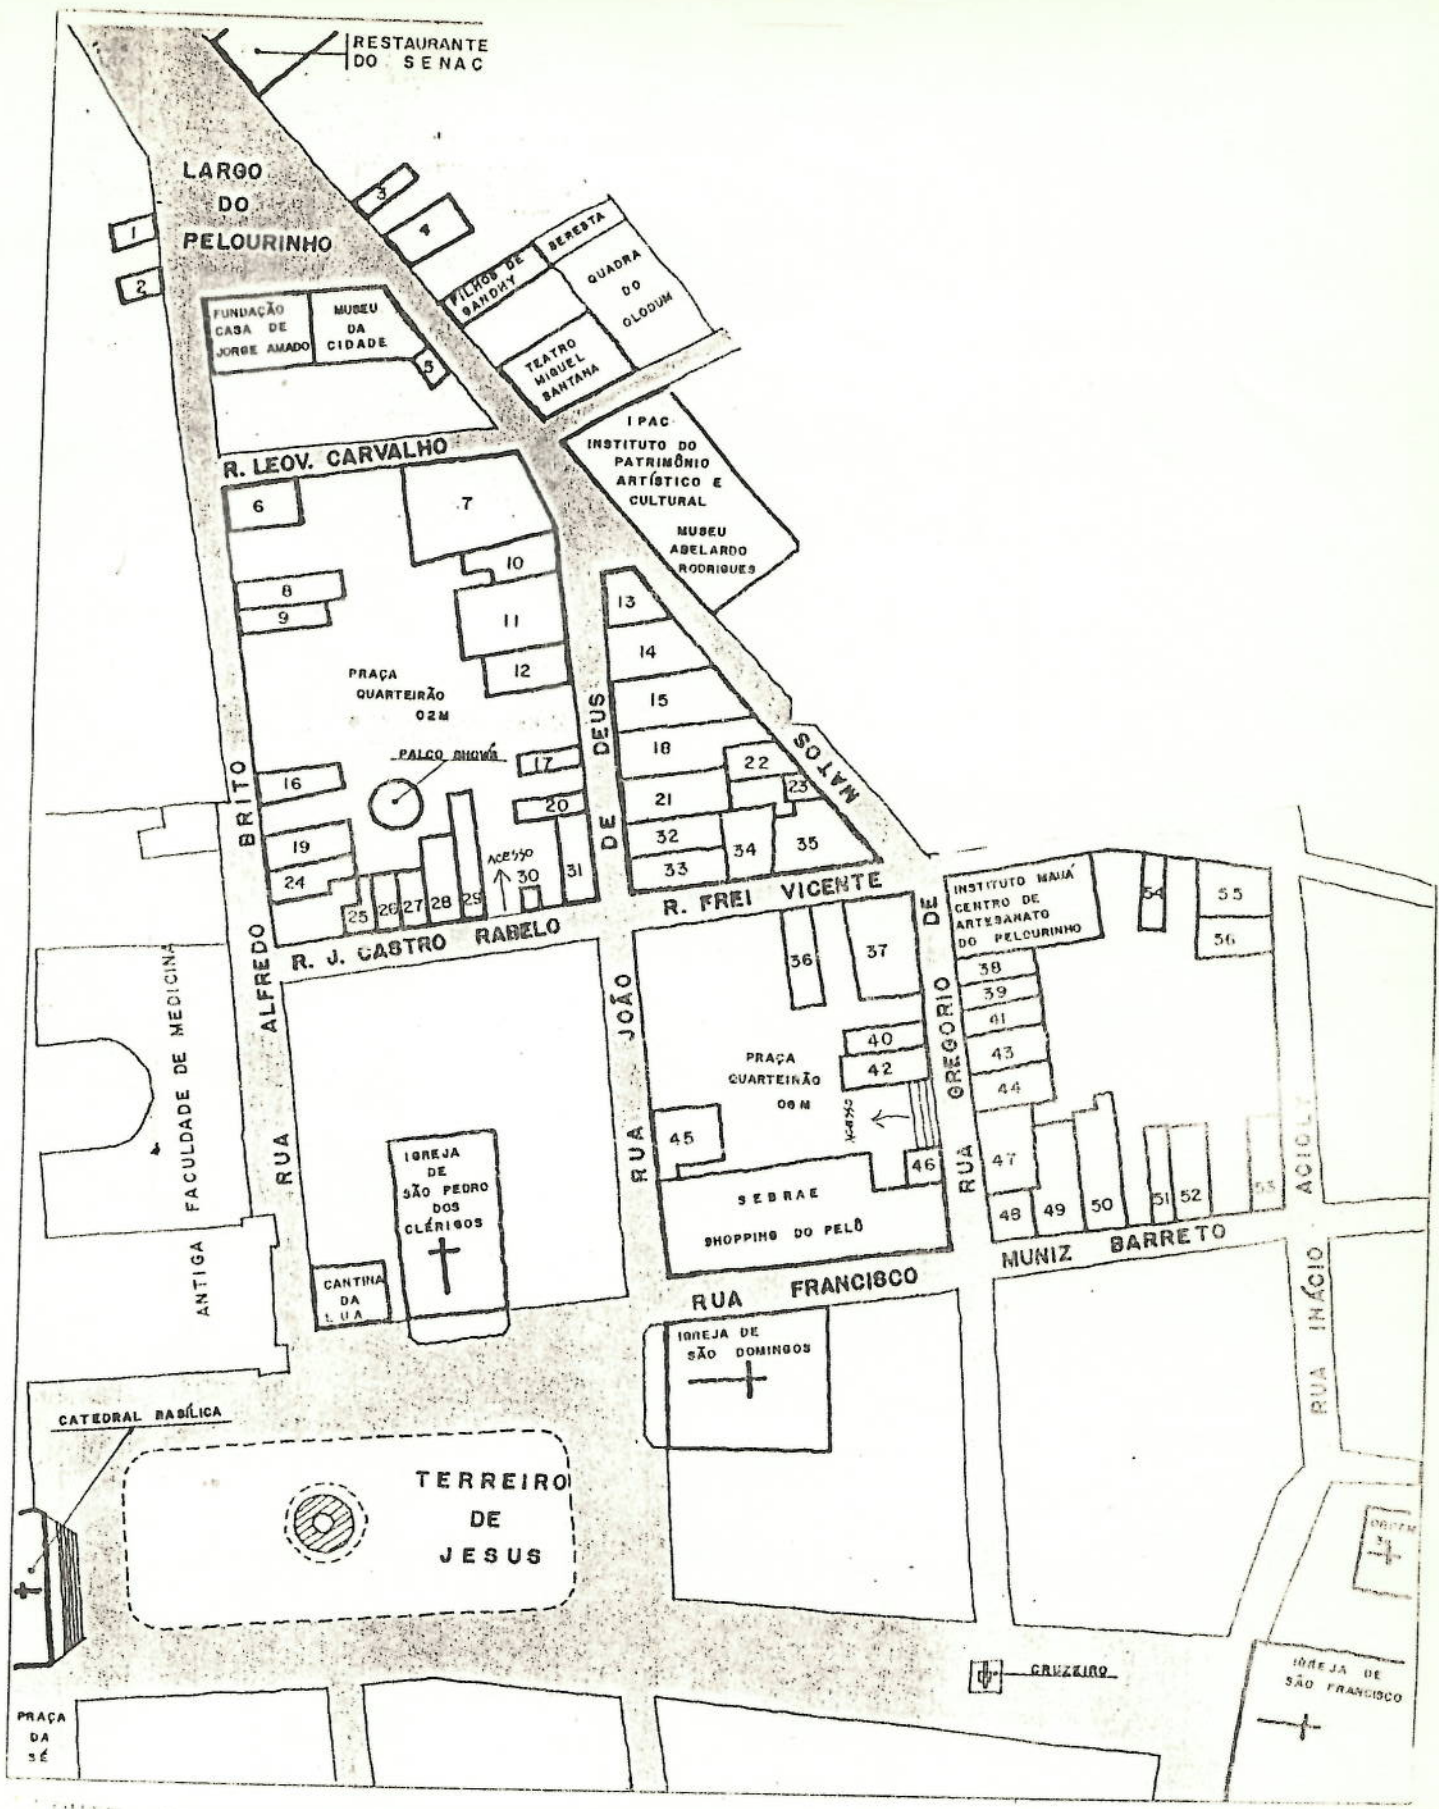 RESTAURANTE
DO SENAC
LARGO
DO
PELOURINHO
1
2
3
4
FILHOS DE
GANDHY
SERESTA
QUADRA
DO
OLODUM
FUNDAÇÃO
CASA DE
JORGE AMADO
MUSEU
DA
CIDADE
5
TEATRO
MIGUEL
SANTANA
R. LEOV. CARVALHO
IPAC
INSTITUTO DO
PATRIMÔNIO
ARTÍSTICO E
CULTURAL
MUSEU
ABELARDO
RODRIGUES
6
7
8
9
10
11
12
13
14
15
PRAÇA
QUARTEIRÃO
02M
PALCO SHOWS
16
17
18
19
20
21
22
23
24
25
26
27
28
29
ACESSO
30
31
32
33
34
35
R. J. CASTRO RABELO
R. FREI VICENTE
RUA ALFREDO BRITO
RUA JOÃO DE DEUS
RUA GREGORIO DE MATOS
INSTITUTO MAUÁ
CENTRO DE
ARTESANATO
DO PELOURINHO
54
55
56
36
37
38
39
40
41
42
43
44
PRAÇA
QUARTEIRÃO
06M
ACESSO
45
46
47
48
49
50
51
52
53
SEBRAE
SHOPPING DO PELÔ
RUA FRANCISCO MUNIZ BARRETO
RUA INÁCIO ACIOLY
ANTIGA FACULDADE DE MEDICINA
IGREJA
DE
SÃO PEDRO
DOS
CLÉRIGOS
CANTINA
DA
LUA
IGREJA DE
SÃO DOMINGOS
CATEDRAL BASÍLICA
TERREIRO
DE
JESUS
ORDEM
3ª
CRUZEIRO
IGREJA DE
SÃO FRANCISCO
PRAÇA
DA
SÉ